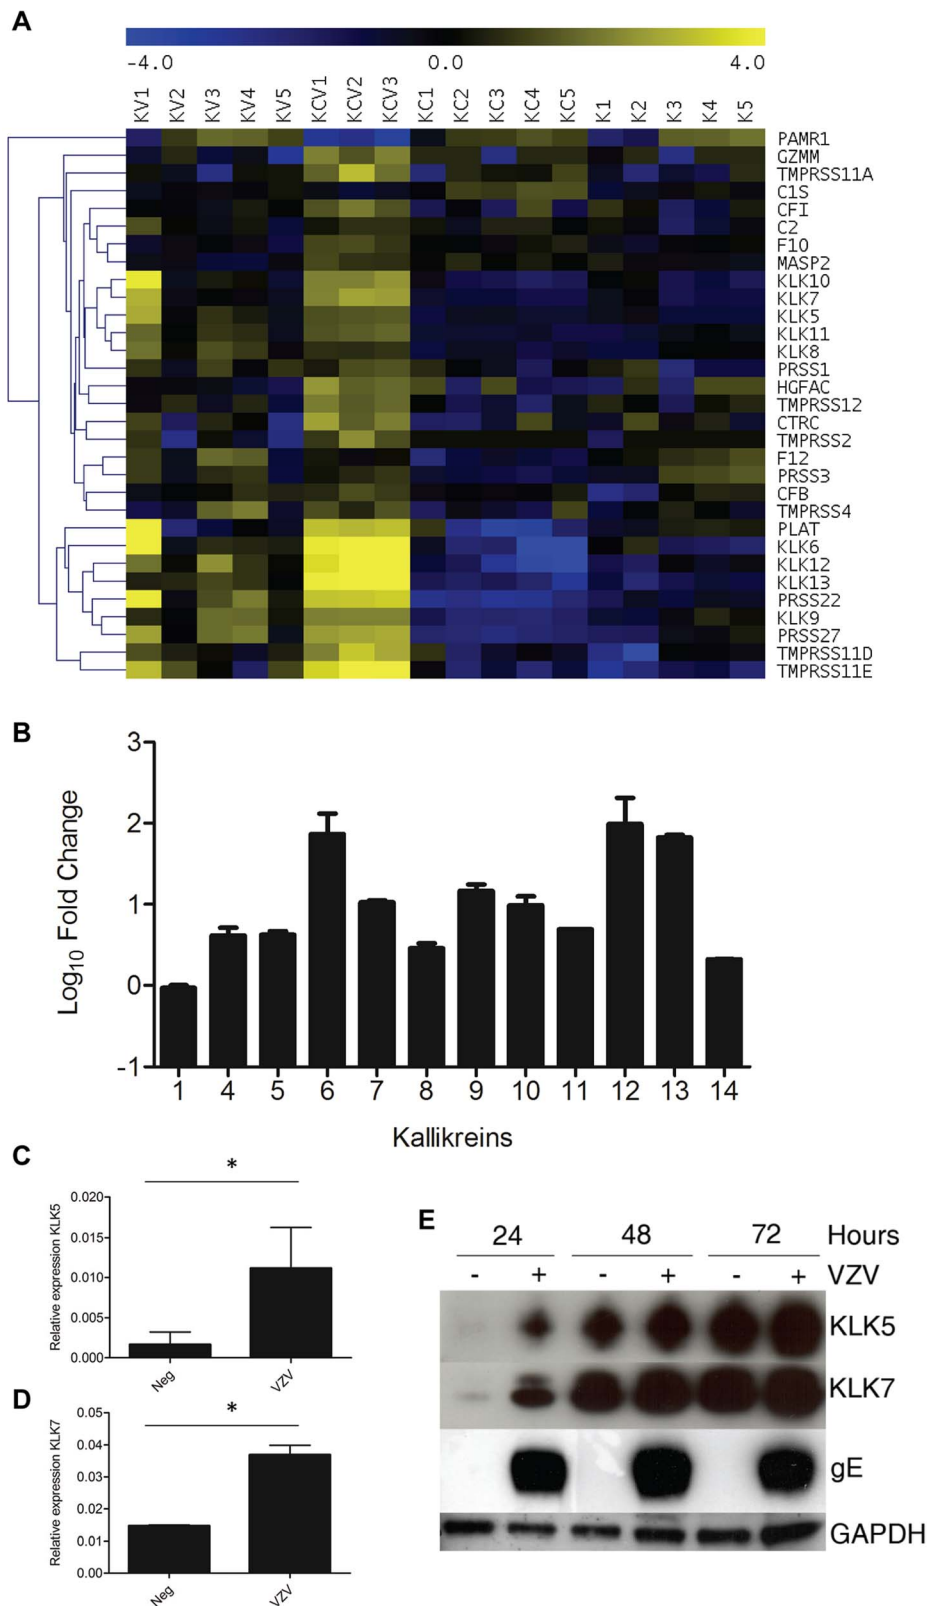 A
-4.0 0.0 4.0
KV1 KV2 KV3 KV4 KV5 KCV1 KCV2 KCV3 KC1 KC2 KC3 KC4 KC5 K1 K2 K3 K4 K5
PAMR1
GZMM
TMPRSS11A
C1S
CFI
C2
F10
MASP2
KLK10
KLK7
KLK5
KLK11
KLK8
PRSS1
HGFAC
TMPRSS12
CTRC
TMPRSS2
F12
PRSS3
CFB
TMPRSS4
PLAT
KLK6
KLK12
KLK13
PRSS22
KLK9
PRSS27
TMPRSS11D
TMPRSS11E
B
Log10 Fold Change
3
2
1
0
-1
1 4 5 6 7 8 9 10 11 12 13 14
Kallikreins
C
*
Relative expression KLK5
0.020
0.015
0.010
0.005
0.000
Neg VZV
D
*
Relative expression KLK7
0.05
0.04
0.03
0.02
0.01
0.00
Neg VZV
E
24 48 72 Hours
- + - + - + VZV
KLK5
KLK7
gE
GAPDH